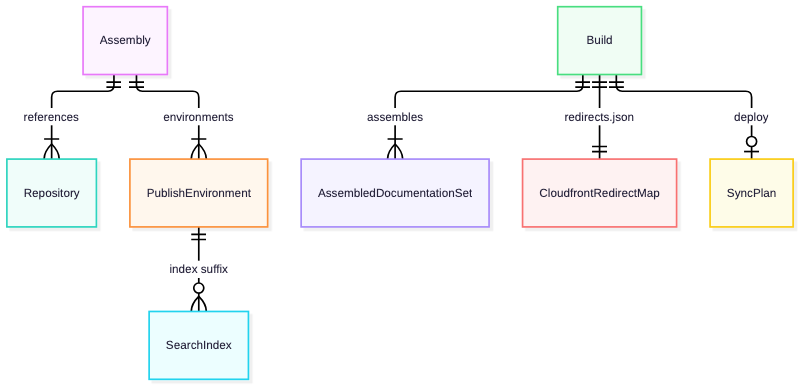 Assembly
Build
references
environments
assembles
redirects.json
deploy
Repository
PublishEnvironment
AssembledDocumentationSet
CloudfrontRedirectMap
SyncPlan
index suffix
SearchIndex